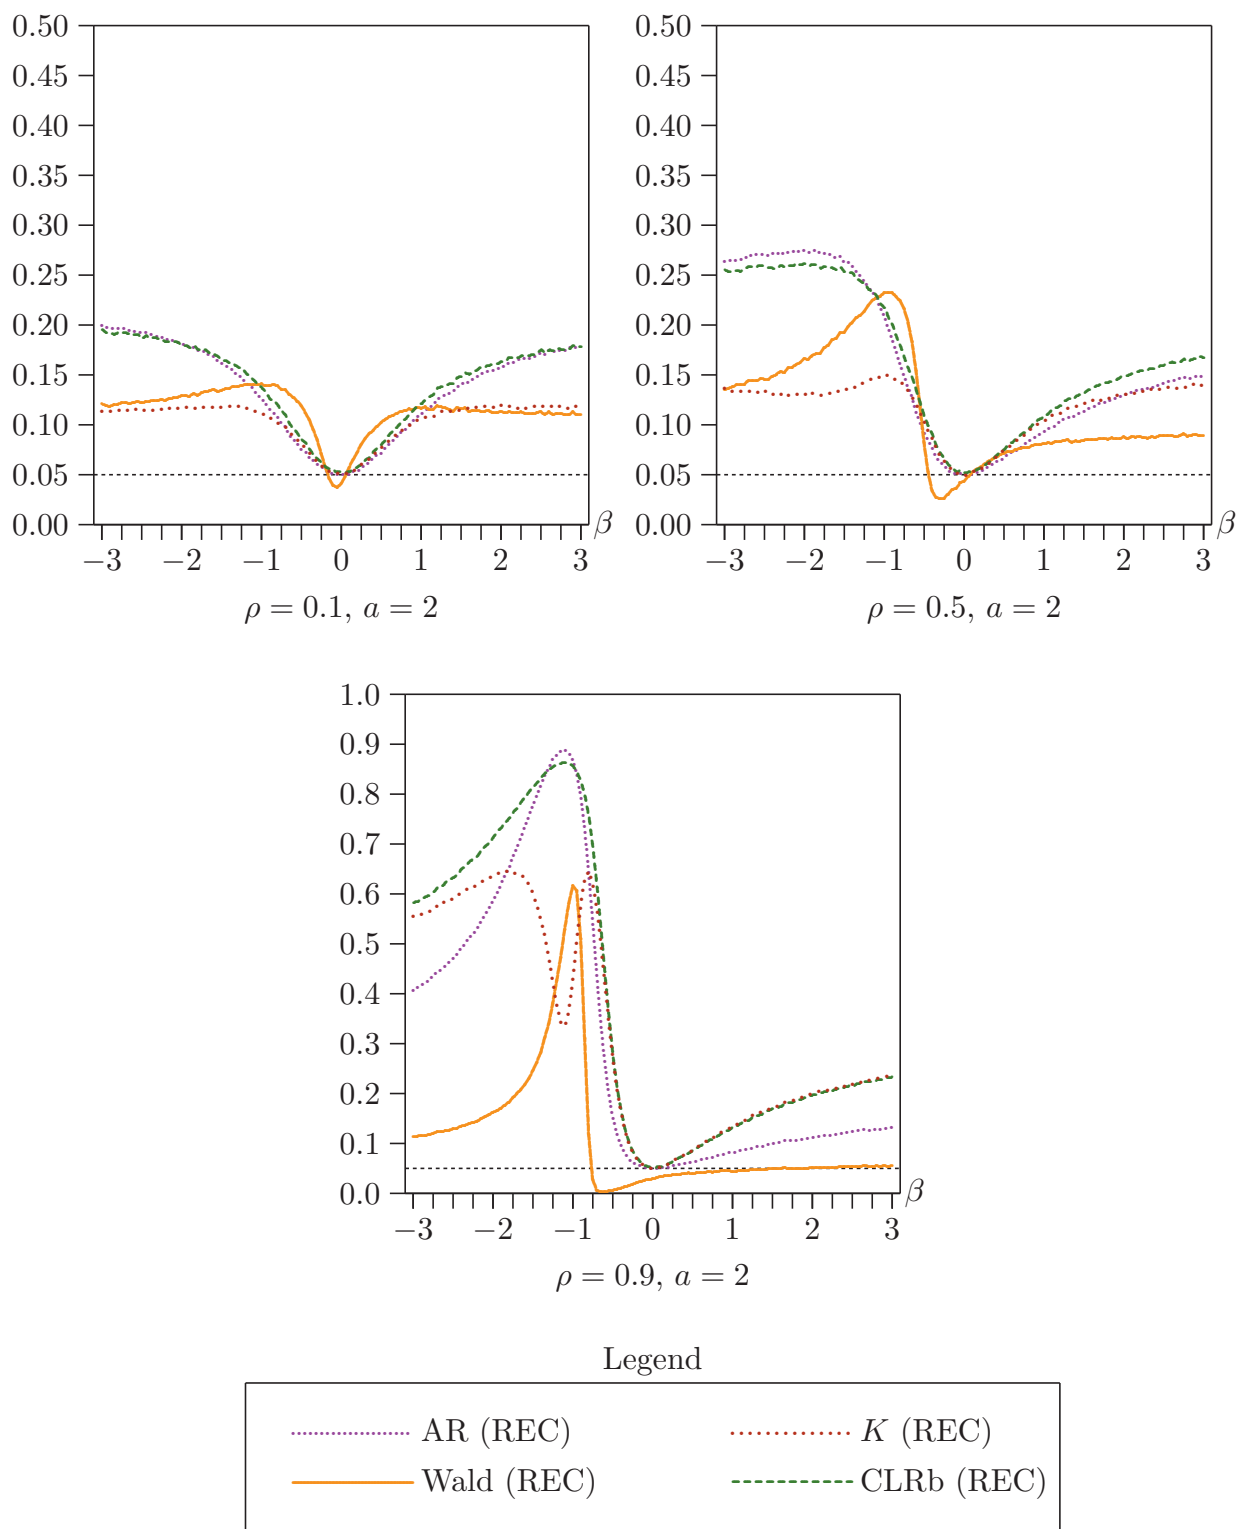 0.50
0.45
0.40
0.35
0.30
0.25
0.20
0.15
0.10
0.05
0.00
−3 −2 −1 0 1 2 3
β
ρ = 0.1, a = 2
0.50
0.45
0.40
0.35
0.30
0.25
0.20
0.15
0.10
0.05
0.00
−3 −2 −1 0 1 2 3
β
ρ = 0.5, a = 2
1.0
0.9
0.8
0.7
0.6
0.5
0.4
0.3
0.2
0.1
0.0
−3 −2 −1 0 1 2 3
β
ρ = 0.9, a = 2
Legend
AR (REC)
K (REC)
Wald (REC)
CLRb (REC)